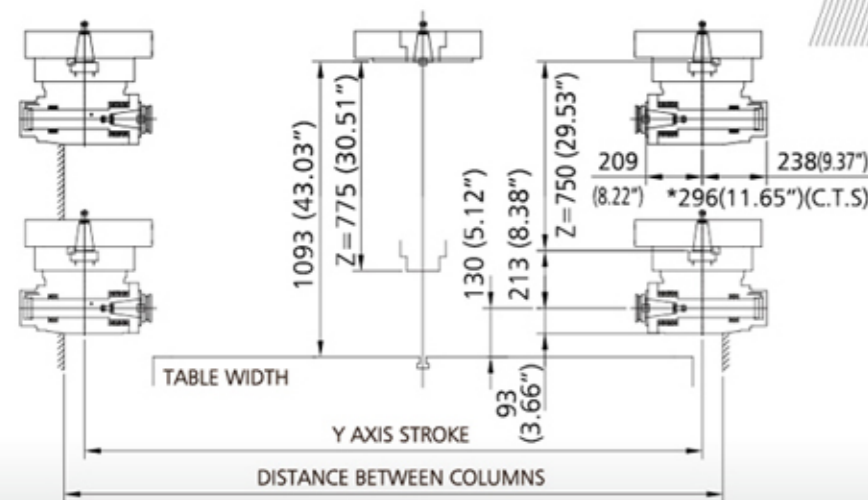 1093 (43.03")
Z=775 (30.51")
130 (5.12")
213 (8.38")
Z=750 (29.53")
209
(8.22")
238(9.37")
*296(11.65")(C.T.S)
93
(3.66")
TABLE WIDTH
Y AXIS STROKE
DISTANCE BETWEEN COLUMNS